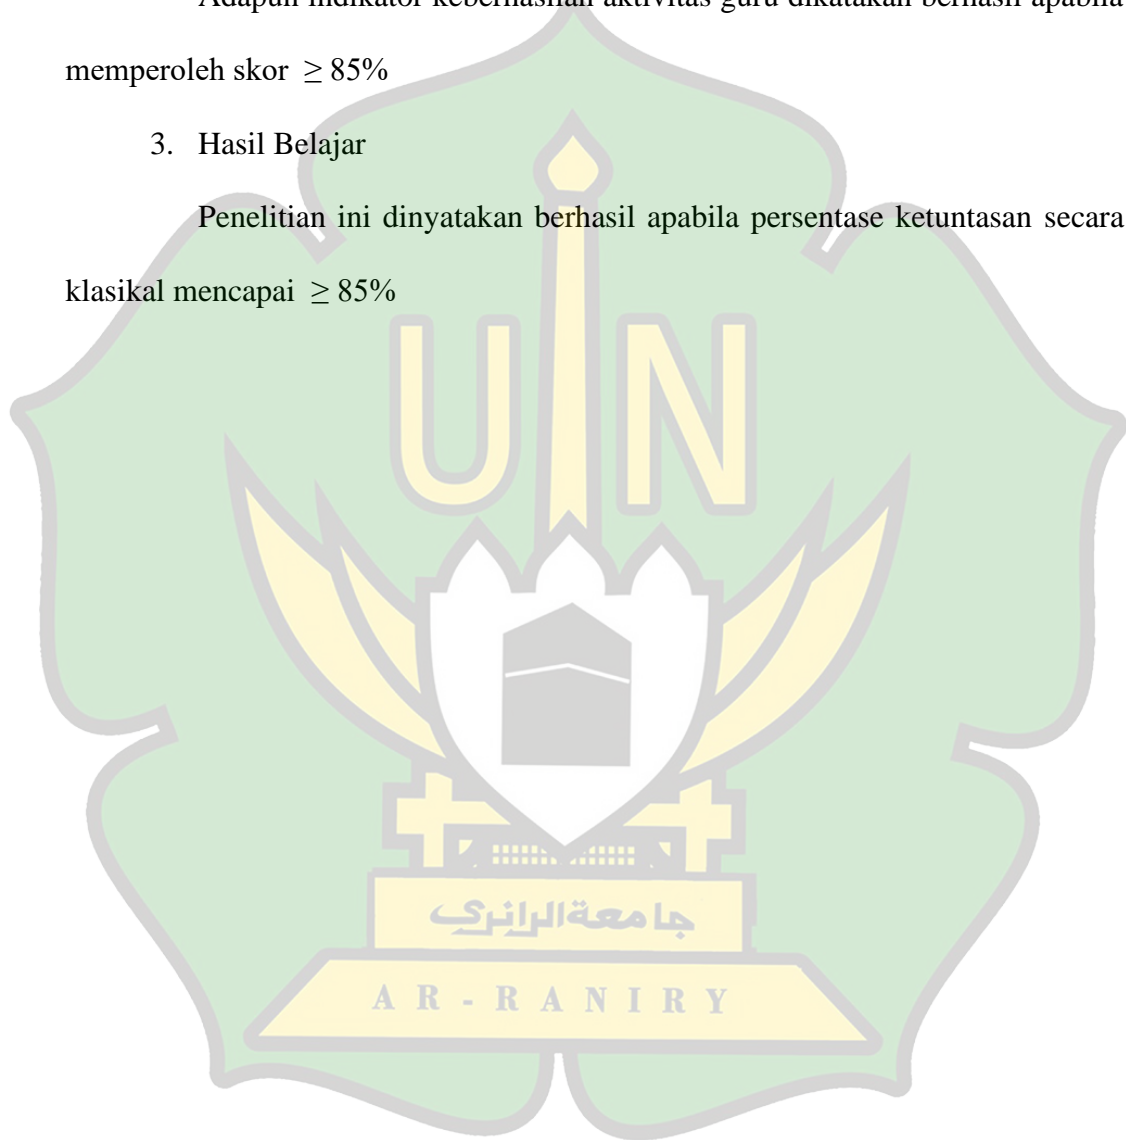 Adapun indikator keberhasilan aktivitas guru dikatakan berhasil apabila
memperoleh skor ≥ 85%
3. Hasil Belajar
Penelitian ini dinyatakan berhasil apabila persentase ketuntasan secara
klasikal mencapai ≥ 85%
UIN
جامعة الرانري
AR-RANIRY